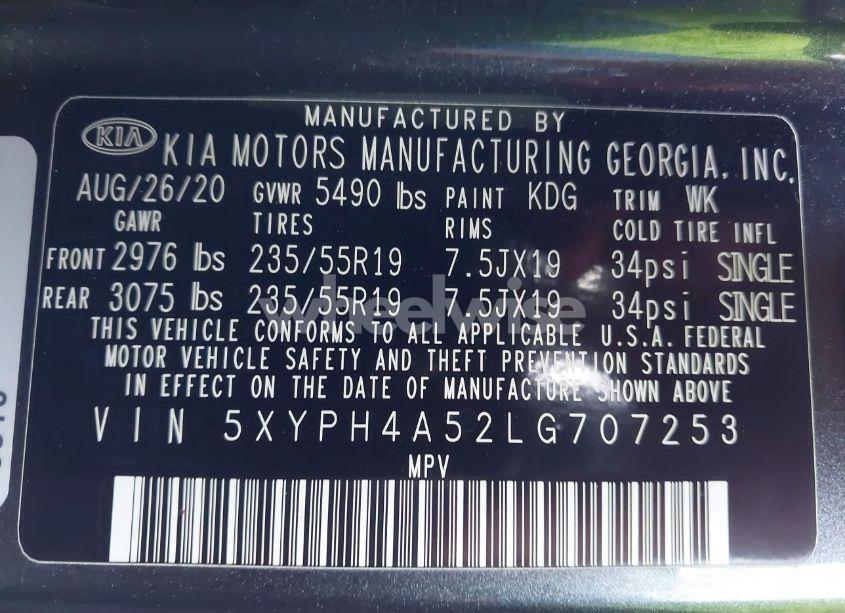 MANUFACTURED BY
KIA KIA MOTORS MANUFACTURING GEORGIA, INC.
AUG/26/20 GVWR 5490 lbs PAINT KDG TRIM WK
GAWR TIRES RIMS COLD TIRE INFL
FRONT 2976 lbs 235/55R19 7.5JX19 34psi SINGLE
REAR 3075 lbs 235/55R19 7.5JX19 34psi SINGLE
wheelwise
THIS VEHICLE CONFORMS TO ALL APPLICABLE U.S.A. FEDERAL
MOTOR VEHICLE SAFETY AND THEFT PREVENTION STANDARDS
IN EFFECT ON THE DATE OF MANUFACTURE SHOWN ABOVE
VIN 5XYPH4A52LG707253
MPV